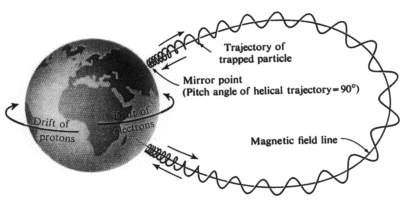 Trajectory of
trapped particle
Mirror point
(Pitch angle of helical trajectory=90°)
Drift of
protons
Drift of
electrons
Magnetic field line